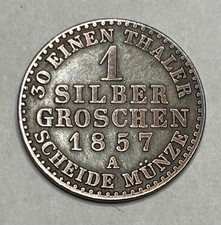 30 EINEN THALER
1
SILBER
GROSCHEN
1857
A
SCHEIDE MÜNZE